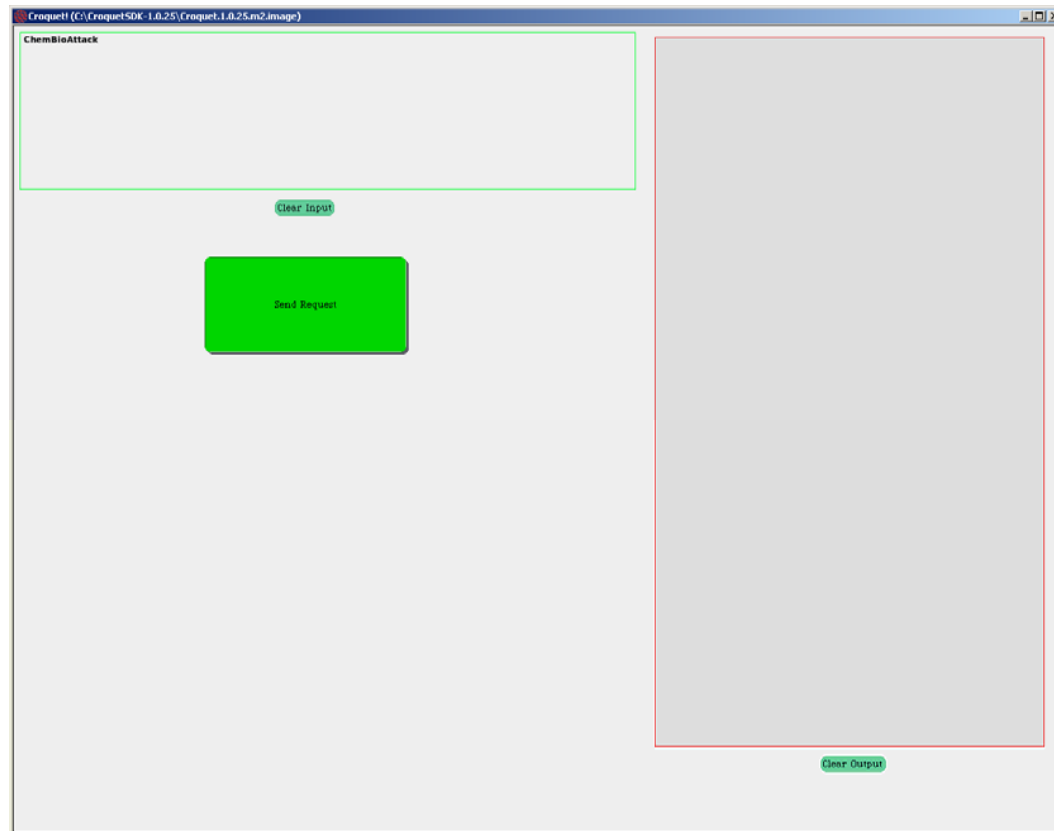 Croquet! (C:\CroquetSDK-1.0.25\Croquet.1.0.25.m2.image)
ChemBioAttack
Clear Input
Send Request
Clear Output